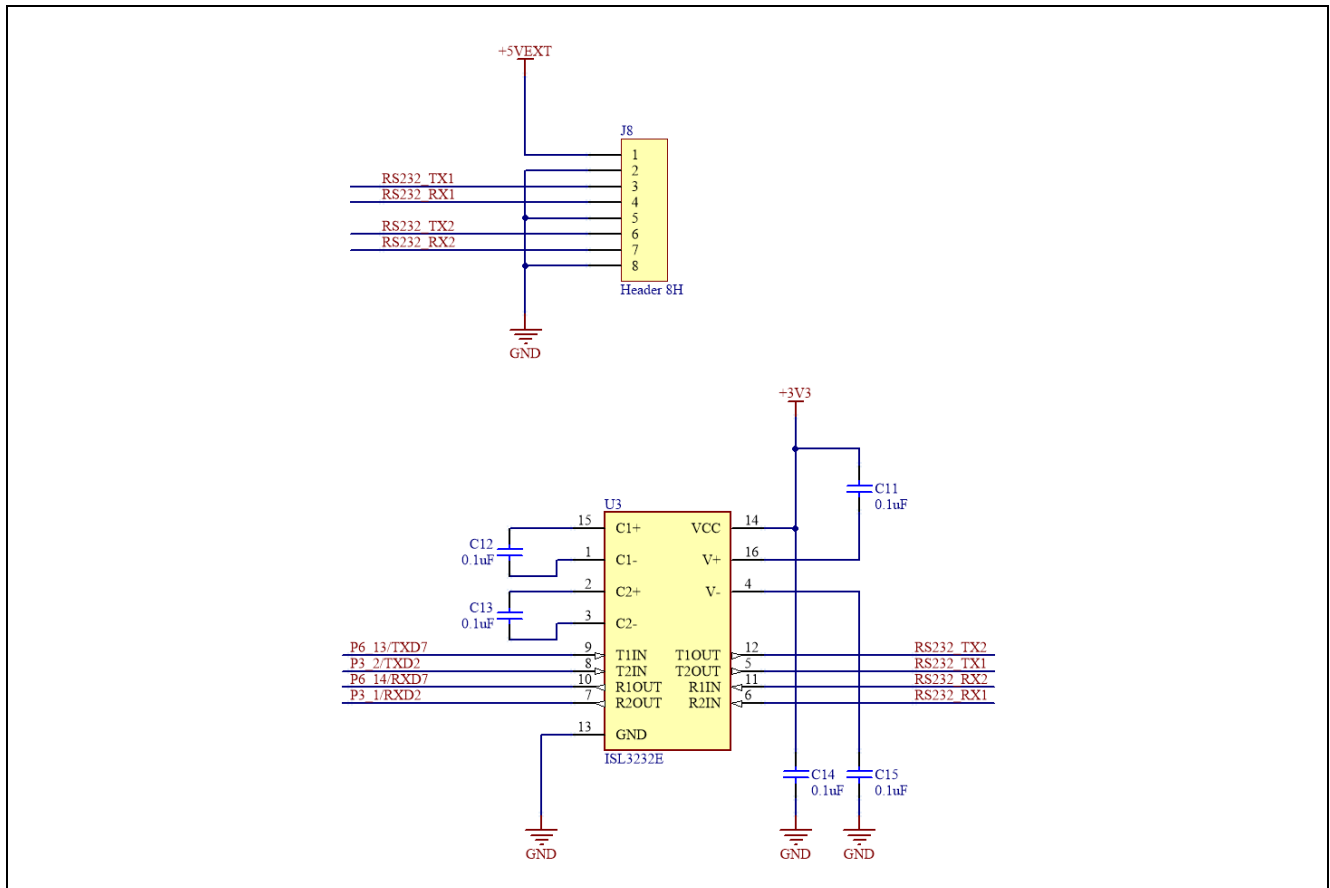 +5VEXT
J8
1
2
RS232_TX1 3
RS232_RX1 4
5
RS232_TX2 6
RS232_RX2 7
8
Header 8H
GND
+3V3
C11
0.1uF
U3
15 C1+ VCC 14
C12
0.1uF
1 C1- V+ 16
2 C2+ V- 4
C13
0.1uF
3 C2-
P6_13/TXD7 9 T1IN T1OUT 12 RS232_TX2
P3_2/TXD2 8 T2IN T2OUT 5 RS232_TX1
P6_14/RXD7 10 R1OUT R1IN 11 RS232_RX2
P3_1/RXD2 7 R2OUT R2IN 6 RS232_RX1
13 GND
ISL3232E
C14 C15
0.1uF 0.1uF
GND GND GND